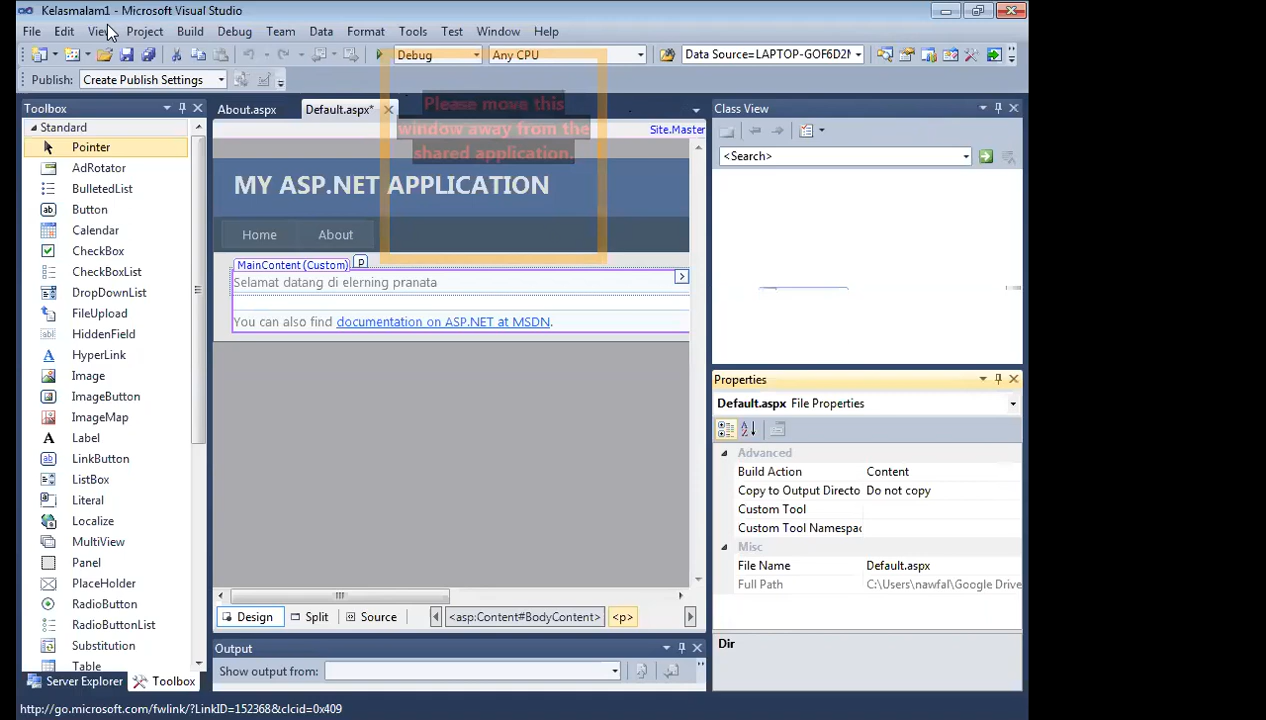 Kelasmalam1 - Microsoft Visual Studio
File Edit View Project Build Debug Team Data Format Tools Test Window Help
Debug Any CPU Data Source=LAPTOP-GOF6D2N
Publish: Create Publish Settings
Toolbox
Standard
Pointer
AdRotator
BulletedList
Button
Calendar
CheckBox
CheckBoxList
DropDownList
FileUpload
HiddenField
HyperLink
Image
ImageButton
ImageMap
Label
LinkButton
ListBox
Literal
Localize
MultiView
Panel
PlaceHolder
RadioButton
RadioButtonList
Substitution
Table
Server Explorer Toolbox
About.aspx Default.aspx*
Please move this
window away from the
shared application.
Site.Master
MY ASP.NET APPLICATION
Home About
MainContent (Custom) p
Selamat datang di elerning pranata
You can also find documentation on ASP.NET at MSDN.
Design Split Source <asp:Content#BodyContent> <p>
Output
Show output from:
Class View
<Search>
Properties
Default.aspx File Properties
Advanced
Build Action Content
Copy to Output Directo Do not copy
Custom Tool
Custom Tool Namespac
Misc
File Name Default.aspx
Full Path C:\Users\nawfal\Google Drive
Dir
http://go.microsoft.com/fwlink/?LinkID=152368&clcid=0x409